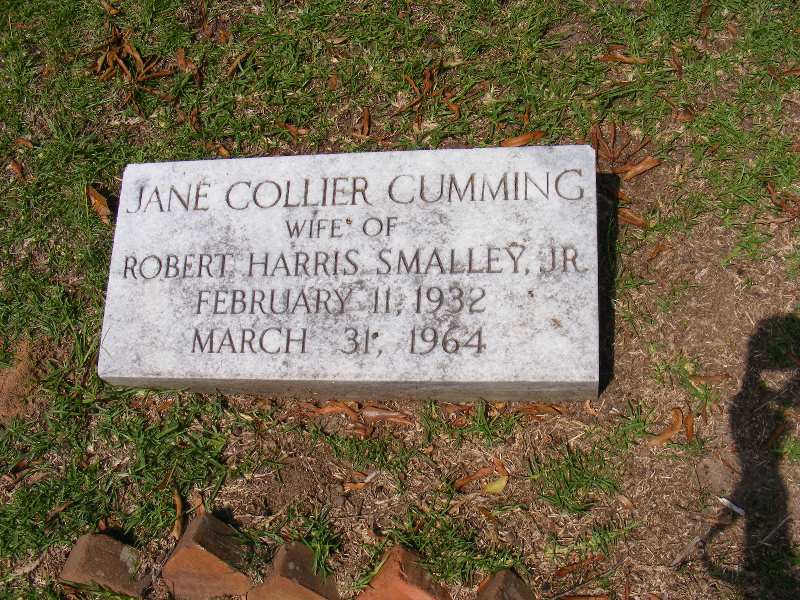 JANE COLLIER CUMMING
WIFE OF
ROBERT HARRIS SMALLEY, JR.
FEBRUARY 11, 1932
MARCH 31, 1964